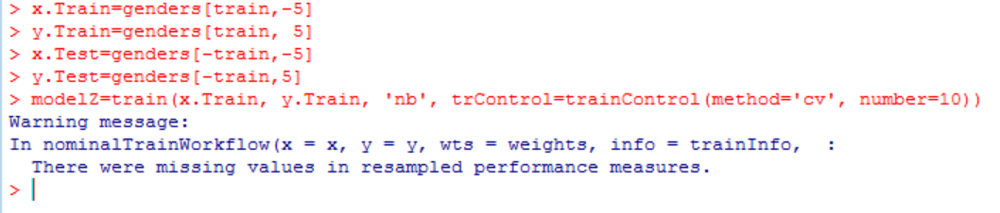 > x.Train=genders[train,-5]
> y.Train=genders[train, 5]
> x.Test=genders[-train,-5]
> y.Test=genders[-train,5]
> modelZ=train(x.Train, y.Train, 'nb', trControl=trainControl(method='cv', number=10))
Warning message:
In nominalTrainWorkflow(x = x, y = y, wts = weights, info = trainInfo,  :
  There were missing values in resampled performance measures.
>